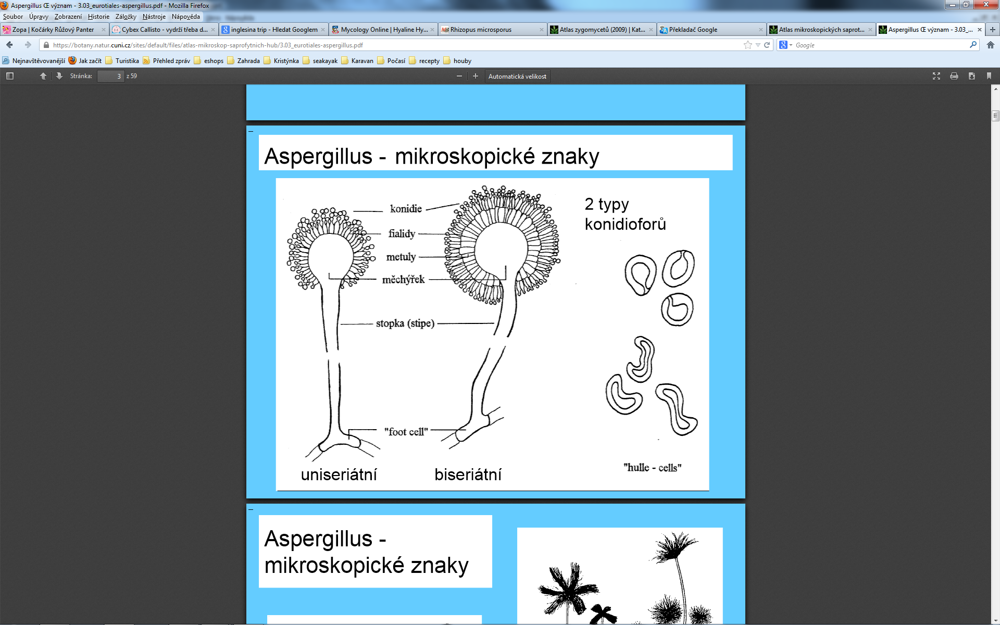 Aspergillus Œ význam - 3.03_eurotiales-aspergillus.pdf - Mozilla Firefox
Soubor Úpravy Zobrazení Historie Záložky Nástroje Nápověda
Zopa | Kočárky Růžový Panter
Cybex Callisto - vydrží třeba d...
inglesina trip - Hledat Googlem
Mycology Online | Hyaline Hy...
Rhizopus microsporus
Atlas zygomycetů (2009) | Kat...
Překladač Google
Atlas mikroskopických saprot...
Aspergillus Œ význam - 3.03_...
https://botany.natur.cuni.cz/sites/default/files/atlas-mikroskop-saprofytnich-hub/3.03_eurotiales-aspergillus.pdf
Google
Nejnavštěvovanější Jak začít Turistika Přehled zpráv eshops Zahrada Kristýnka seakayak Karavan Počasí recepty houby
Stránka: 3 z 59
Automatická velikost
Aspergillus - mikroskopické znaky
konidie
fialidy
metuly
měchýřek
stopka (stipe)
"foot cell"
uniseriátní
biseriátní
2 typy
konidioforů
"hulle - cells"
Aspergillus -
mikroskopické znaky